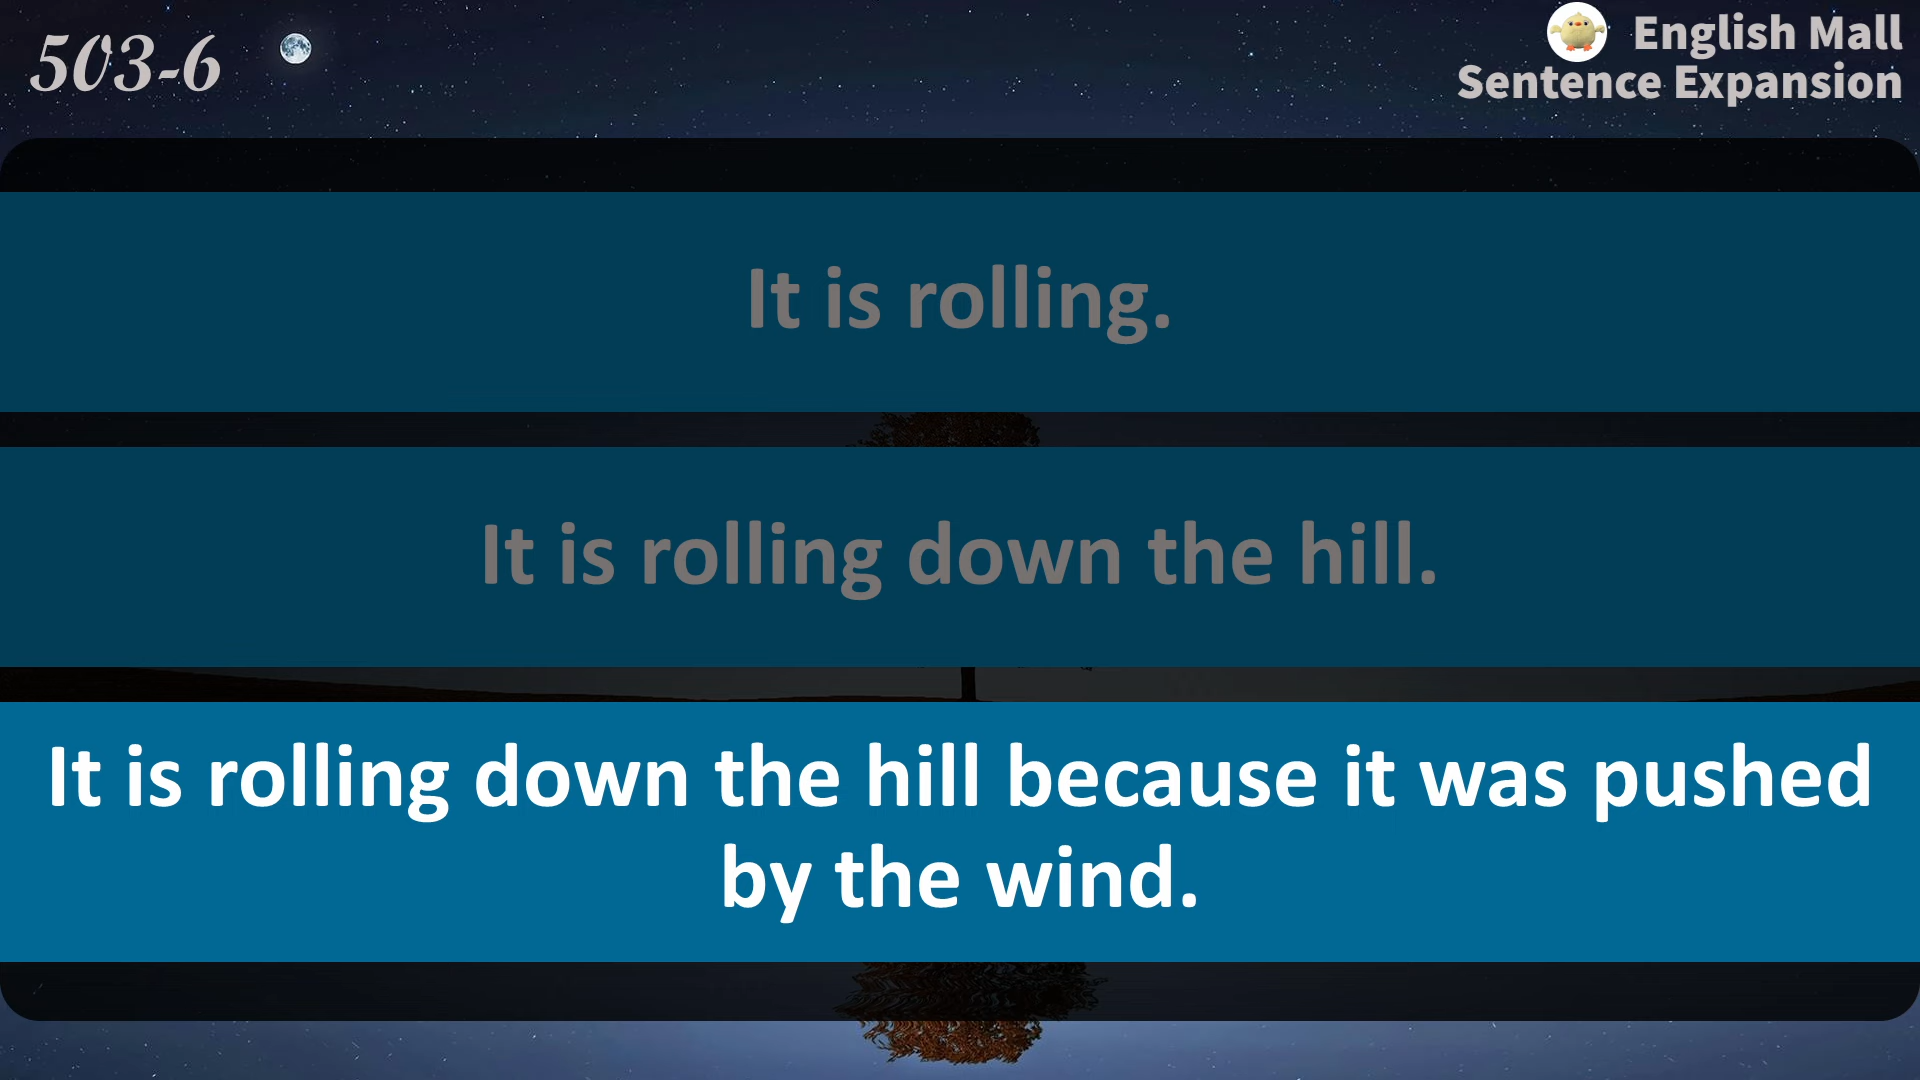 503-6
English Mall
Sentence Expansion
It is rolling.
It is rolling down the hill.
It is rolling down the hill because it was pushed
by the wind.